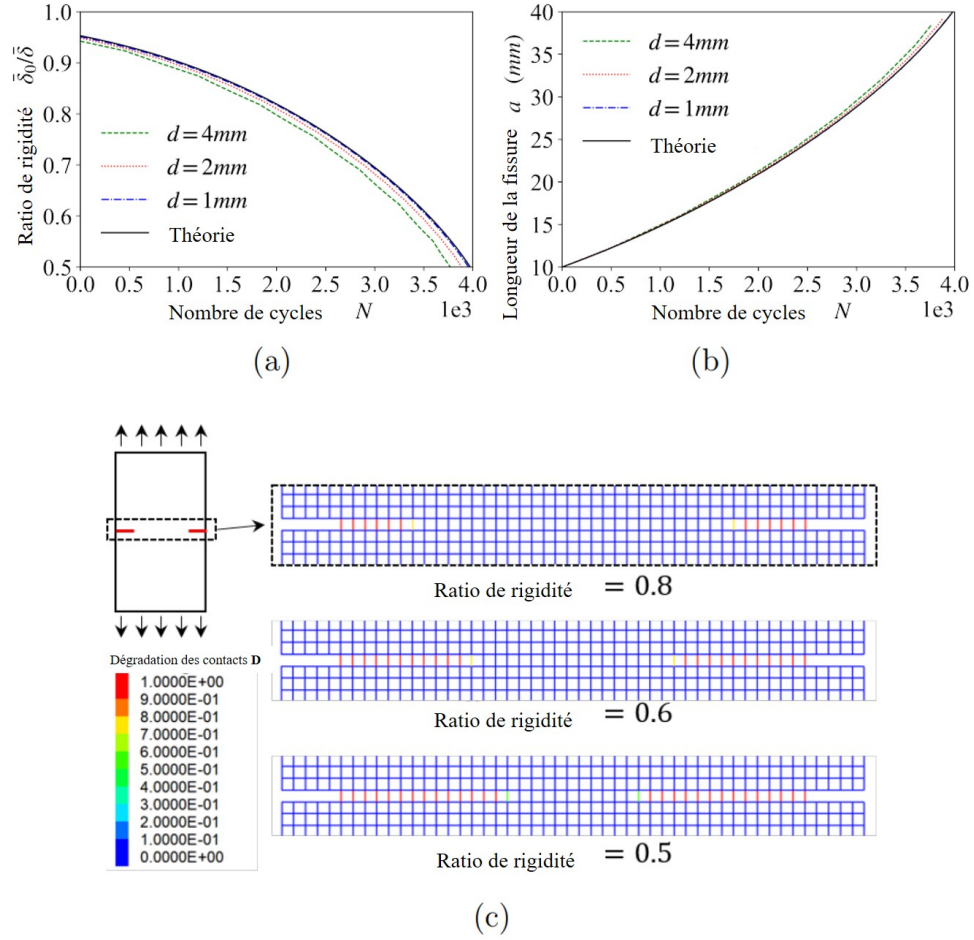 Ratio de rigidité δ̄₀/δ̄
1.0
0.9
0.8
0.7
0.6
0.5
d = 4mm
d = 2mm
d = 1mm
Théorie
0.0 0.5 1.0 1.5 2.0 2.5 3.0 3.5 4.0
Nombre de cycles N 1e3
(a)
Longueur de la fissure a (mm)
40
35
30
25
20
15
10
d = 4mm
d = 2mm
d = 1mm
Théorie
0.0 0.5 1.0 1.5 2.0 2.5 3.0 3.5 4.0
Nombre de cycles N 1e3
(b)
Ratio de rigidité = 0.8
Ratio de rigidité = 0.6
Ratio de rigidité = 0.5
Dégradation des contacts D
1.0000E+00
9.0000E-01
8.0000E-01
7.0000E-01
6.0000E-01
5.0000E-01
4.0000E-01
3.0000E-01
2.0000E-01
1.0000E-01
0.0000E+00
(c)